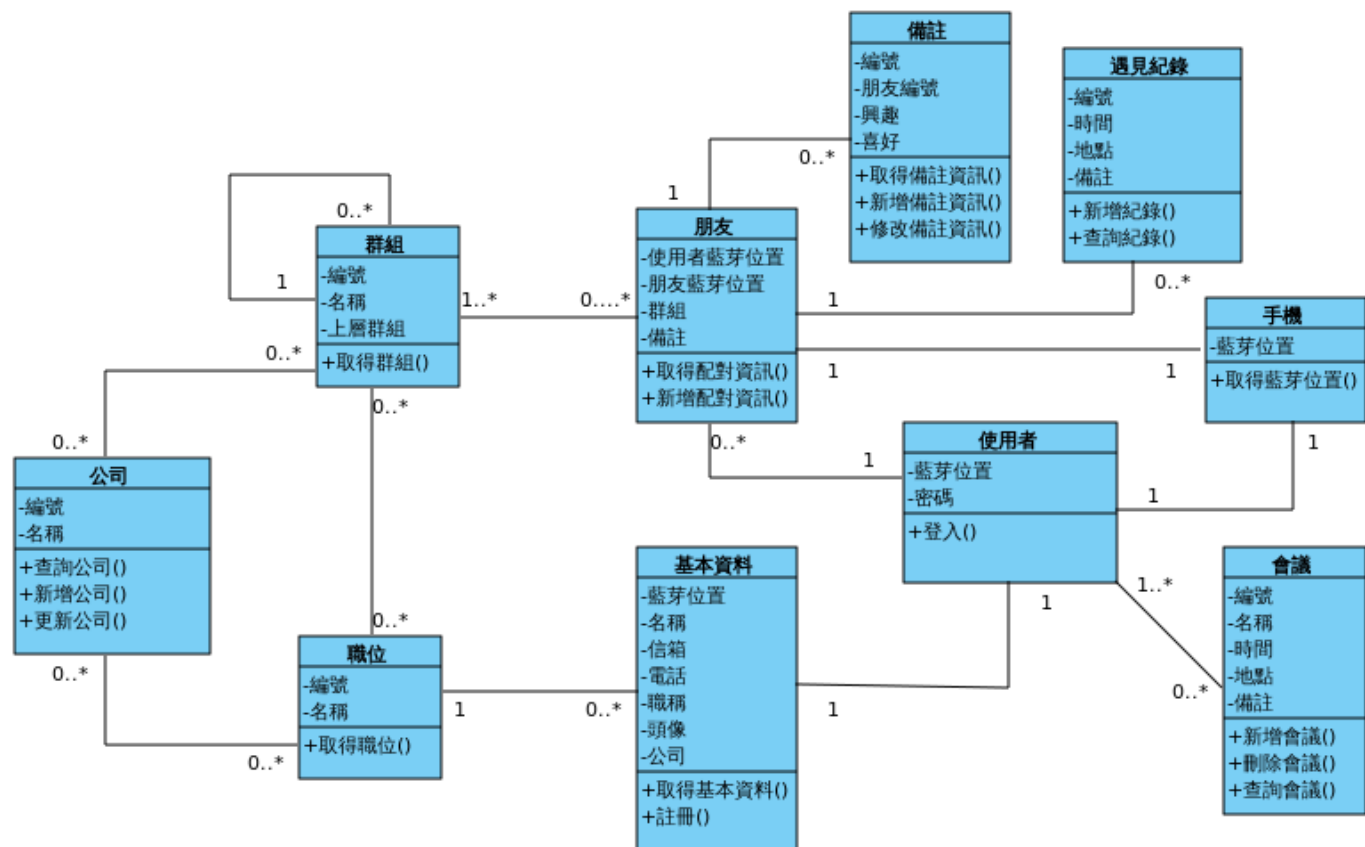 備註
-編號
-朋友編號
-興趣
-喜好
+取得備註資訊()
+新增備註資訊()
+修改備註資訊()
遇見紀錄
-編號
-時間
-地點
-備註
+新增紀錄()
+查詢紀錄()
0..*
1
0..*
1
群組
-編號
-名稱
-上層群組
+取得群組()
1..*
0....*
朋友
-使用者藍芽位置
-朋友藍芽位置
-群組
-備註
+取得配對資訊()
+新增配對資訊()
1
0..*
1
1
手機
-藍芽位置
+取得藍芽位置()
0..*
0..*
0..*
0..*
1
1
1
使用者
-藍芽位置
-密碼
+登入()
公司
-編號
-名稱
+查詢公司()
+新增公司()
+更新公司()
0..*
0..*
0..*
職位
-編號
-名稱
+取得職位()
1
0..*
基本資料
-藍芽位置
-名稱
-信箱
-電話
-職稱
-頭像
-公司
+取得基本資料()
+註冊()
1
1
1..*
0..*
會議
-編號
-名稱
-時間
-地點
-備註
+新增會議()
+刪除會議()
+查詢會議()